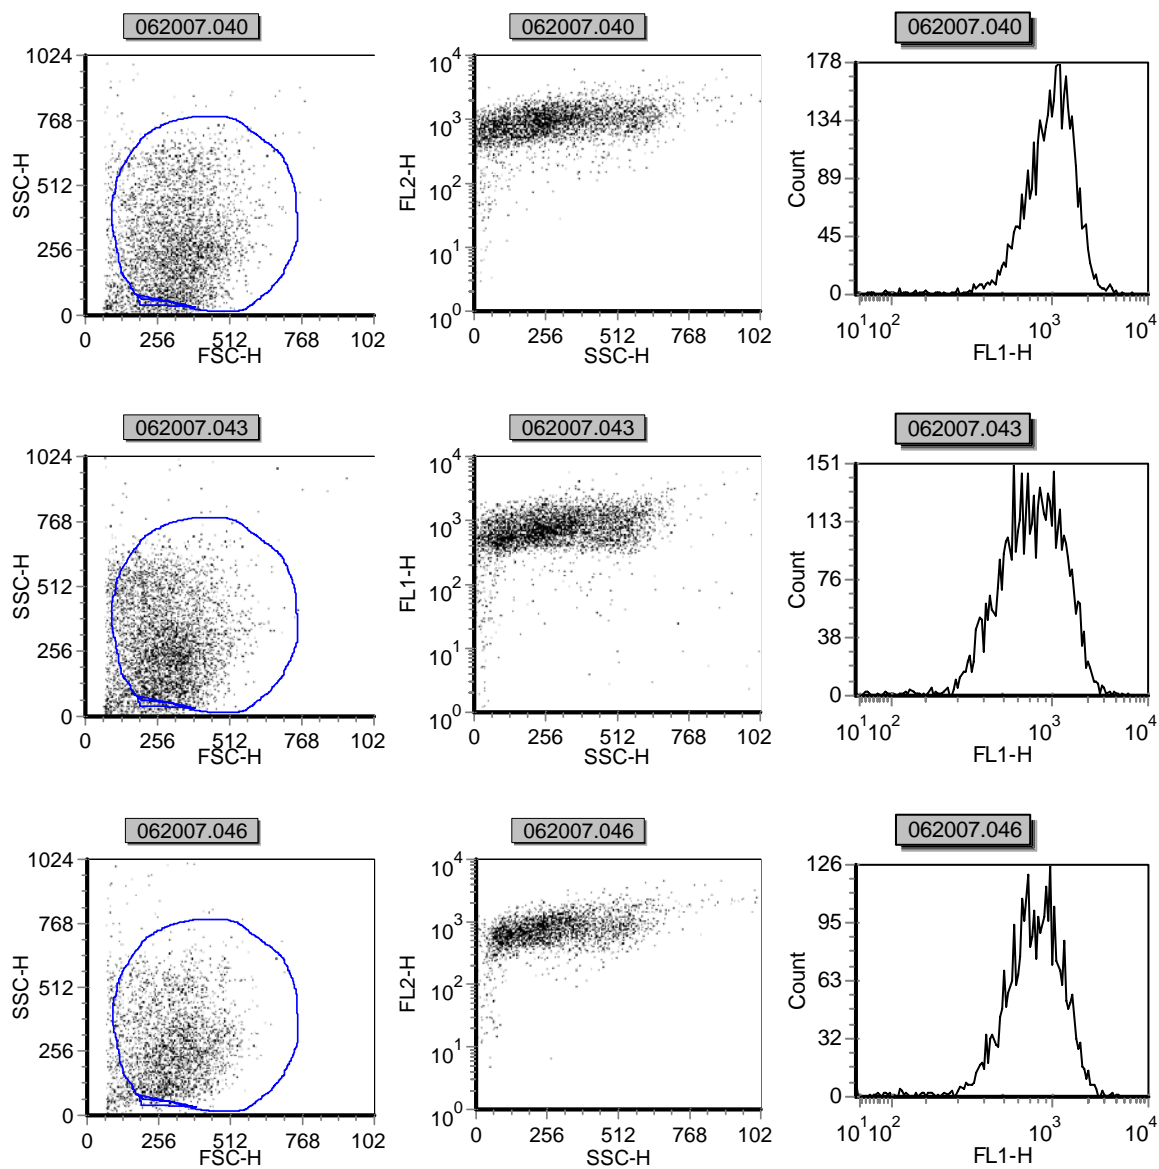 062007.040 062007.040 062007.040
1024 768 512 256 0
SSC-H
0 256 512 768 102
FSC-H
10^4 10^3 10^2 10^1 10^0
FL2-H
0 256 512 768 102
SSC-H
178 134 89 45 0
Count
10^1 10^2 10^3 10^4
FL1-H
062007.043 062007.043 062007.043
1024 768 512 256 0
SSC-H
0 256 512 768 102
FSC-H
10^4 10^3 10^2 10^1 10^0
FL1-H
0 256 512 768 102
SSC-H
151 113 76 38 0
Count
10^1 10^2 10^3 10^4
FL1-H
062007.046 062007.046 062007.046
1024 768 512 256 0
SSC-H
0 256 512 768 102
FSC-H
10^4 10^3 10^2 10^1 10^0
FL2-H
0 256 512 768 102
SSC-H
126 95 63 32 0
Count
10^1 10^2 10^3 10^4
FL1-H